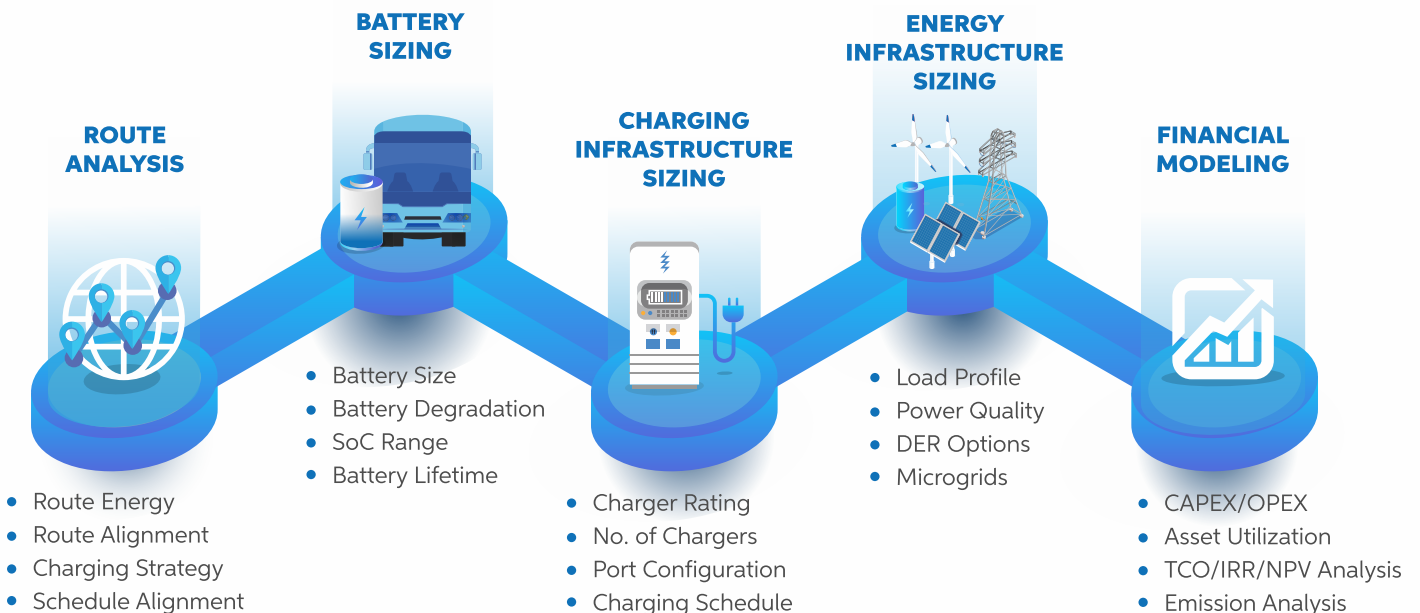 ROUTE
ANALYSIS
Route Energy
Route Alignment
Charging Strategy
Schedule Alignment
BATTERY
SIZING
Battery Size
Battery Degradation
SoC Range
Battery Lifetime
CHARGING
INFRASTRUCTURE
SIZING
Charger Rating
No. of Chargers
Port Configuration
Charging Schedule
ENERGY
INFRASTRUCTURE
SIZING
Load Profile
Power Quality
DER Options
Microgrids
FINANCIAL
MODELING
CAPEX/OPEX
Asset Utilization
TCO/IRR/NPV Analysis
Emission Analysis